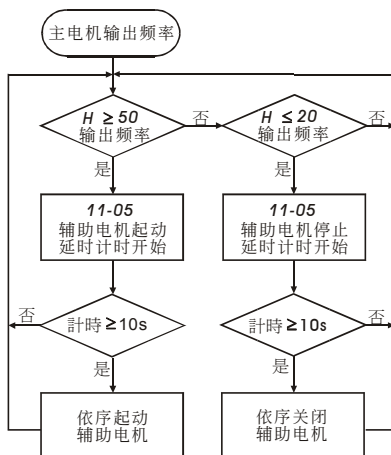 主电机输出频率
H ≥ 50
输出频率
否
H ≤ 20
输出频率
否
是
是
11-05
辅助电机起动
延时计时开始
11-05
辅助电机停止
延时计时开始
否
計時≥10s
計時≥10s
否
是
是
依序起动
辅助电机
依序关闭
辅助电机